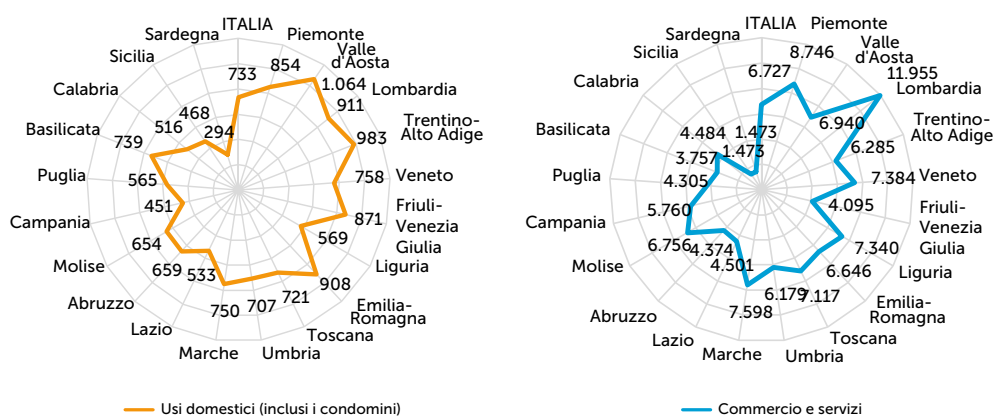 ITALIA
Piemonte
Valle
d'Aosta
Lombardia
Trentino-
Alto Adige
Veneto
Friuli-
Venezia
Giulia
Liguria
Emilia-
Romagna
Toscana
Umbria
Marche
Lazio
Abruzzo
Molise
Campania
Puglia
Basilicata
Calabria
Sicilia
Sardegna
733
854
1.064
911
983
758
871
569
908
721
707
750
533
659
654
451
565
739
516
468
294
Usi domestici (inclusi i condomini)
ITALIA
Piemonte
Valle
d'Aosta
Lombardia
Trentino-
Alto Adige
Veneto
Friuli-
Venezia
Giulia
Liguria
Emilia-
Romagna
Toscana
Umbria
Marche
Lazio
Abruzzo
Molise
Campania
Puglia
Basilicata
Calabria
Sicilia
Sardegna
6.727
8.746
6.940
11.955
6.285
7.384
4.095
7.340
6.646
7.117
6.179
7.598
4.501
4.374
6.756
5.760
4.305
3.757
4.484
1.473
1.473
Commercio e servizi